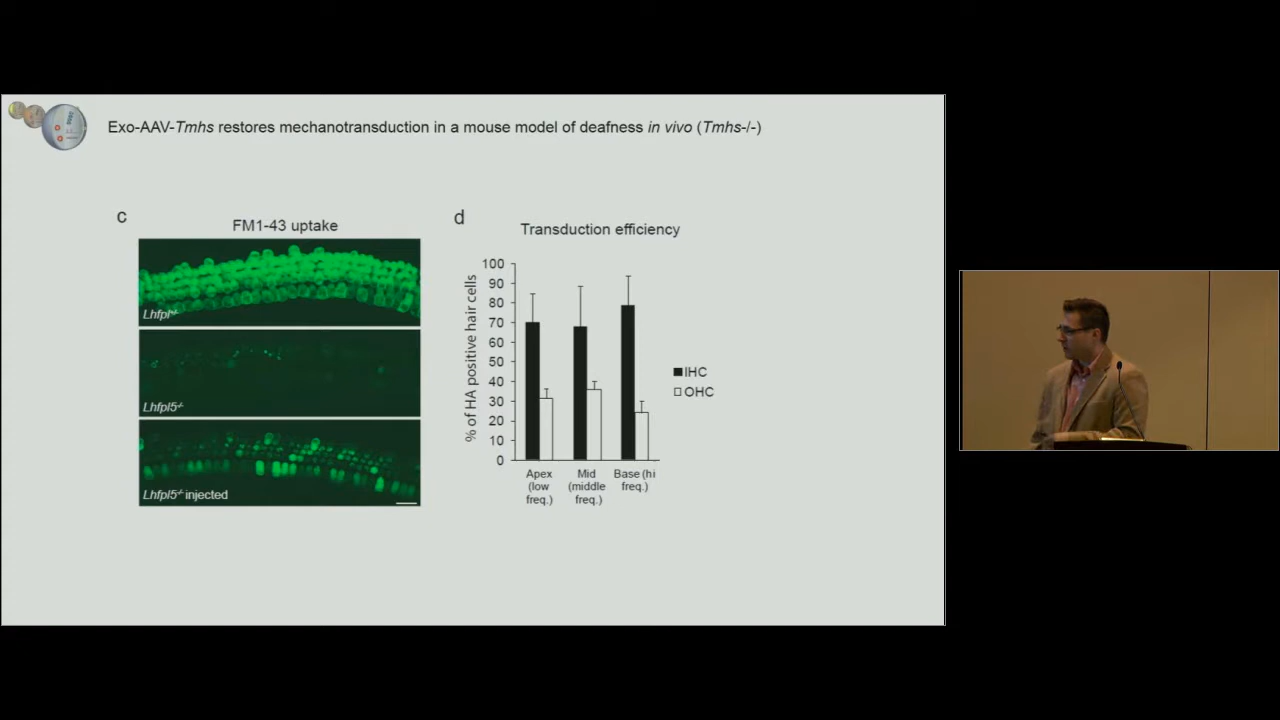 Exo-AAV-Tmhs restores mechanotransduction in a mouse model of deafness in vivo (Tmhs-/-)
c
FM1-43 uptake
Lhfpl5-/-
Lhfpl5-/- injected
d
Transduction efficiency
% of HA positive hair cells
100
90
80
70
60
50
40
30
20
10
0
Apex
(low
freq.)
Mid
(middle
freq.)
Base (hi
freq.)
IHC
OHC